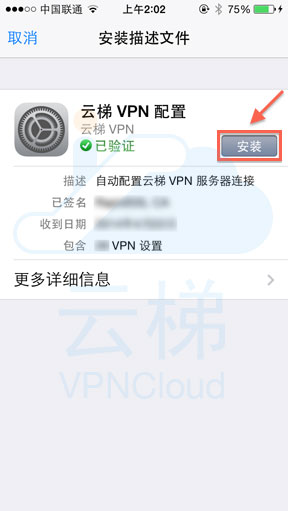 中国联通 上午2:02 75%
取消 安装描述文件
云梯 VPN 配置
云梯 VPN
已验证
安装
描述 自动配置云梯 VPN 服务器连接
已签名
收到日期
包含 VPN 设置
更多详细信息
云梯
VPNCloud